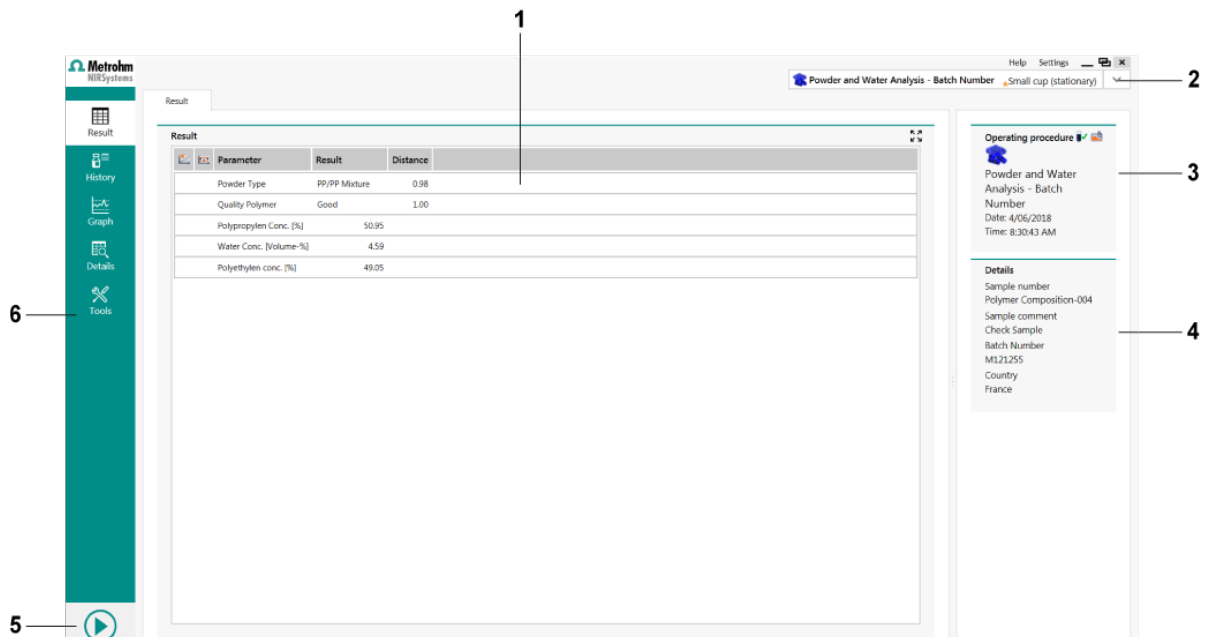 1
Metrohm
NIRSystems
Help Settings
Powder and Water Analysis - Batch Number Small cup (stationary)
2
Result
Result
Result
Operating procedure
Parameter Result Distance
History
Powder Type PP/PP Mixture 0.98
Powder and Water
3
Analysis - Batch
Quality Polymer Good 1.00
Number
Graph
Polypropylen Conc. [%] 50.95
Date: 4/06/2018
Time: 8:30:43 AM
Water Conc. [Volume-%] 4.59
Details
Polyethylen conc. [%] 49.05
Details
Sample number
Polymer Composition-004
Tools
6
Sample comment
Check Sample
4
Batch Number
M121255
Country
France
5